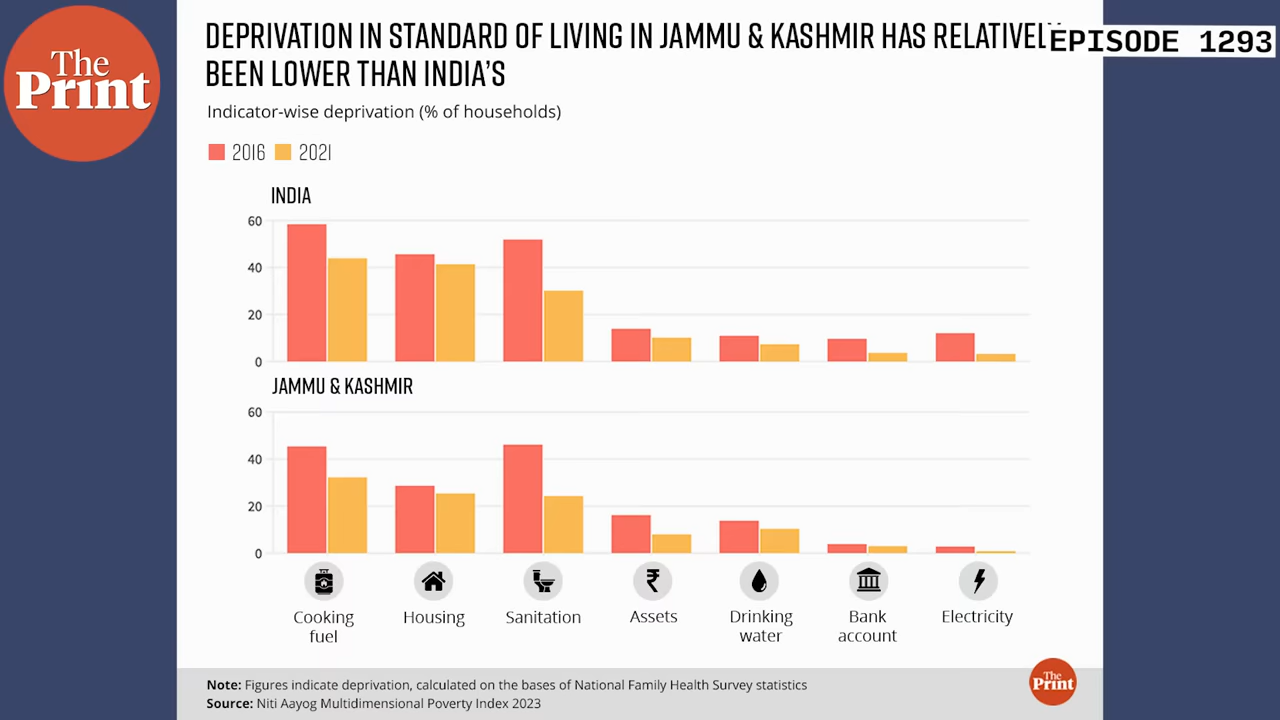 The
Print
DEPRIVATION IN STANDARD OF LIVING IN JAMMU & KASHMIR HAS RELATIVEL
EPISODE 1293
BEEN LOWER THAN INDIA'S
Indicator-wise deprivation (% of households)
2016 2021
INDIA
60
40
20
0
JAMMU & KASHMIR
60
40
20
0
Cooking
fuel
Housing
Sanitation
Assets
Drinking
water
Bank
account
Electricity
Note: Figures indicate deprivation, calculated on the bases of National Family Health Survey statistics
Source: Niti Aayog Multidimensional Poverty Index 2023
The
Print